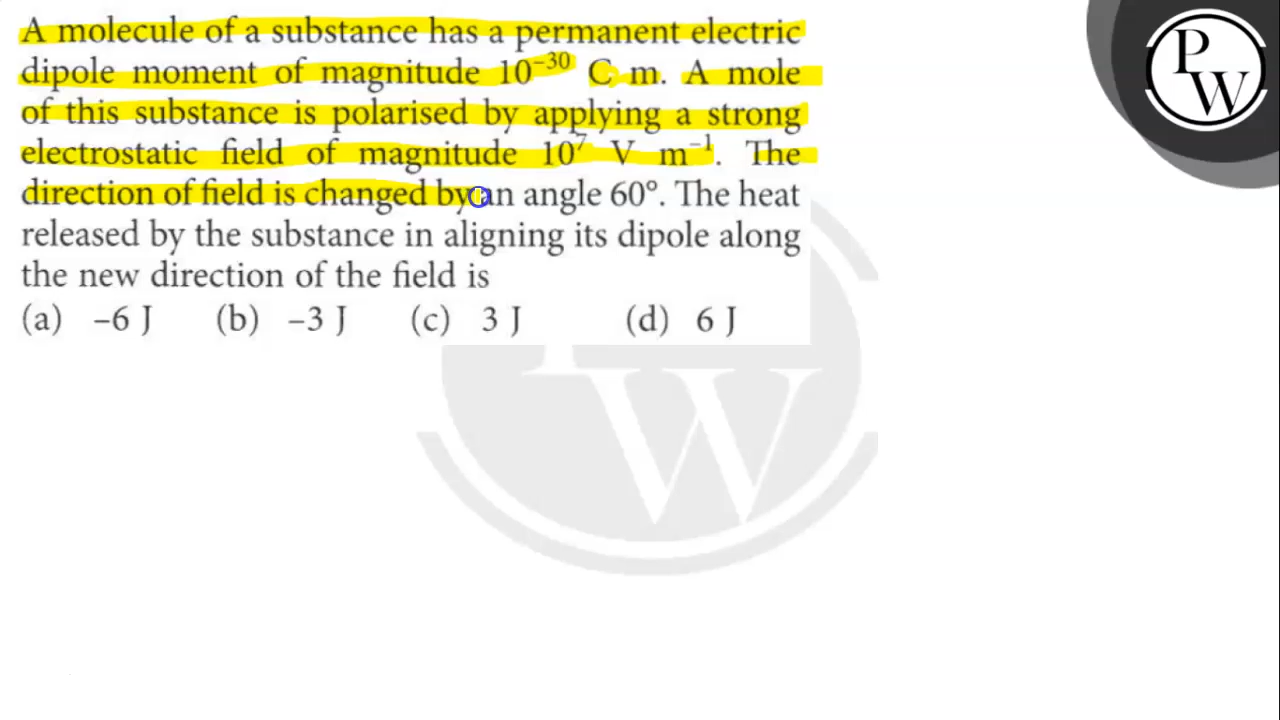 A molecule of a substance has a permanent electric
dipole moment of magnitude 10⁻³⁰ C m. A mole
of this substance is polarised by applying a strong
electrostatic field of magnitude 10⁷ V m⁻¹. The
direction of field is changed by an angle 60°. The heat
released by the substance in aligning its dipole along
the new direction of the field is
(a) –6 J (b) –3 J (c) 3 J (d) 6 J
P
W
W